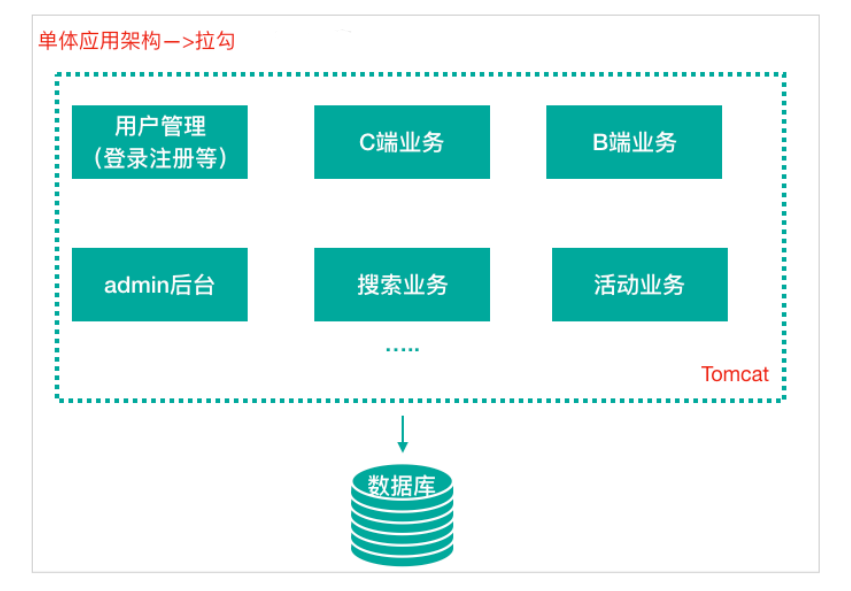 单体应用架构—>拉勾
用户管理
（登录注册等）
C端业务
B端业务
admin后台
搜索业务
活动业务
.....
Tomcat
数据库